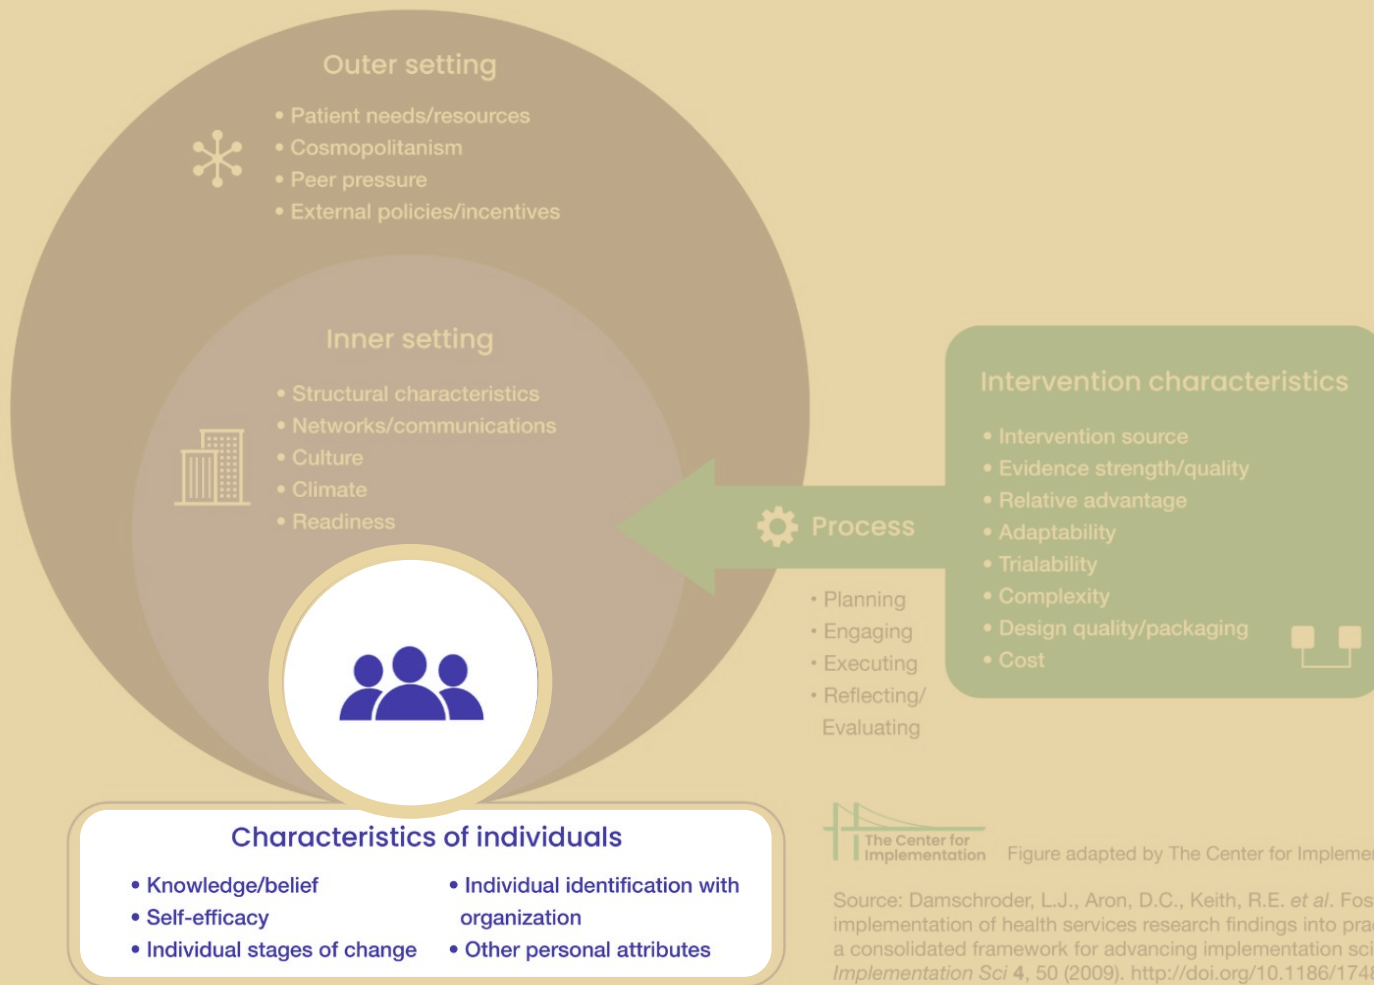 Outer setting
• Patient needs/resources
• Cosmopolitanism
• Peer pressure
• External policies/incentives
Inner setting
• Structural characteristics
• Networks/communications
• Culture
• Climate
• Readiness
Process
• Planning
• Engaging
• Executing
• Reflecting/
Evaluating
Intervention characteristics
• Intervention source
• Evidence strength/quality
• Relative advantage
• Adaptability
• Trialability
• Complexity
• Design quality/packaging
• Cost
Characteristics of individuals
• Knowledge/belief
• Self-efficacy
• Individual stages of change
• Individual identification with
organization
• Other personal attributes
The Center for
Implementation
Figure adapted by The Center for Implemen
Source: Damschroder, L.J., Aron, D.C., Keith, R.E. et al. Fos
implementation of health services research findings into prac
a consolidated framework for advancing implementation sci
Implementation Sci 4, 50 (2009). http://doi.org/10.1186/1748